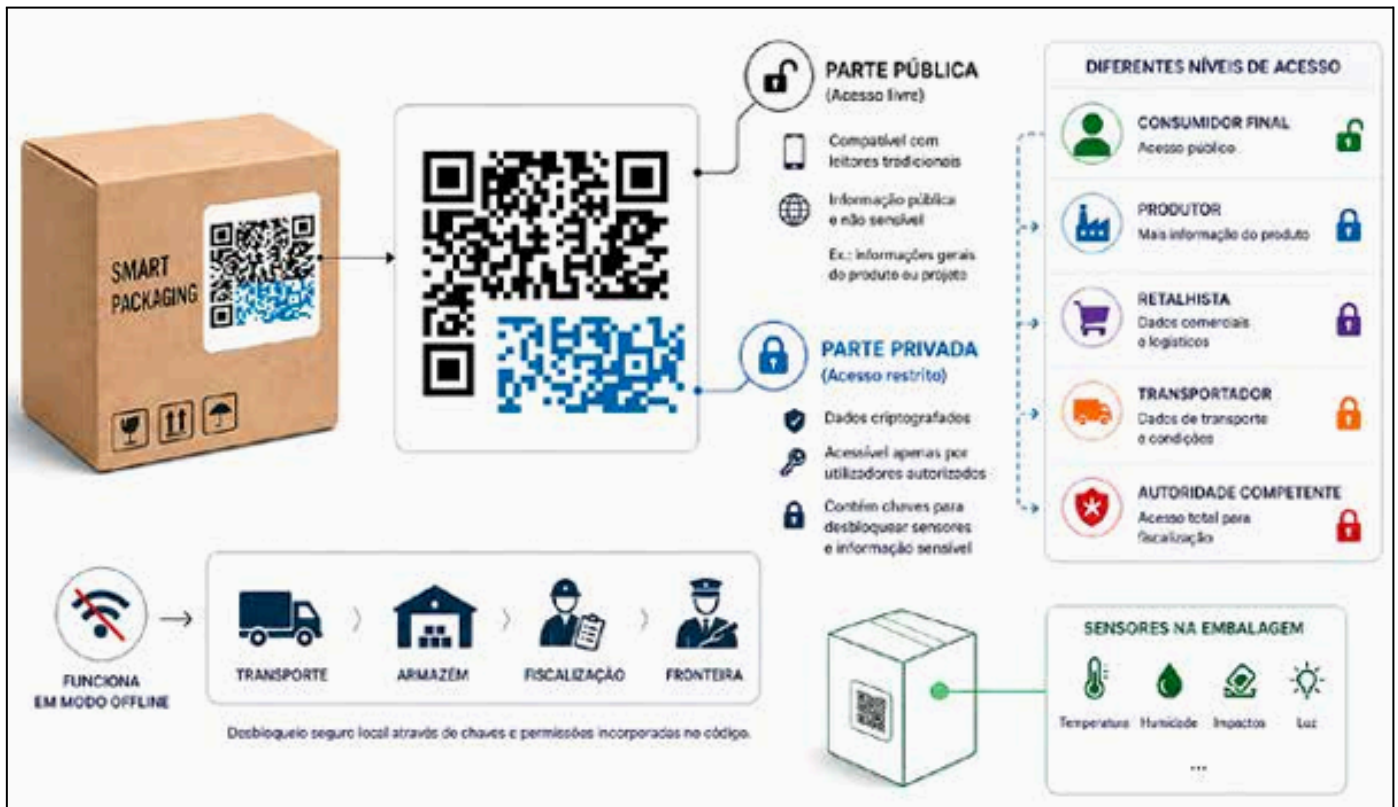 SMART
PACKAGING
PARTE PÚBLICA
(Acesso livre)
Compatível com
leitores tradicionais
Informação pública
e não sensível
Ex.: informações gerais
do produto ou projeto
PARTE PRIVADA
(Acesso restrito)
Dados criptografados
Acessível apenas por
utilizadores autorizados
Contém chaves para
desbloquear sensores
e informação sensível
DIFERENTES NÍVEIS DE ACESSO
CONSUMIDOR FINAL
Acesso público
PRODUTOR
Mais informação do produto
RETALHISTA
Dados comerciais
e logísticos
TRANSPORTADOR
Dados de transporte
e condições
AUTORIDADE COMPETENTE
Acesso total para
fiscalização
FUNCIONA
EM MODO OFFLINE
TRANSPORTE
ARMAZÉM
FISCALIZAÇÃO
FRONTEIRA
Desbloqueio seguro local através de chaves e permissões incorporadas no código.
SENSORES NA EMBALAGEM
Temperatura
Humidade
Impactos
Luz
...